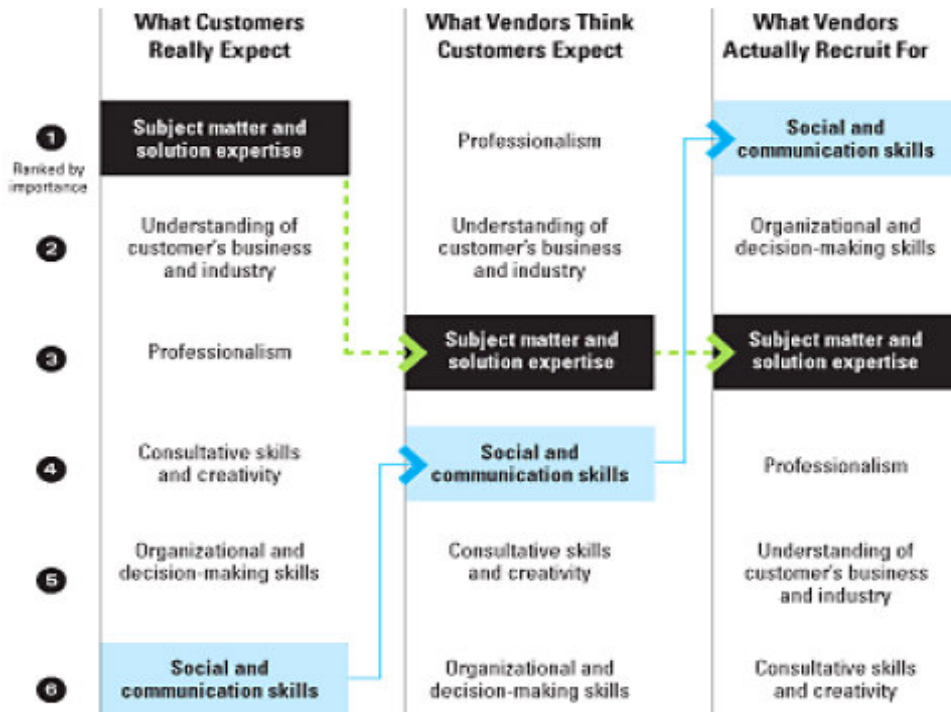 What Customers
Really Expect
What Vendors Think
Customers Expect
What Vendors
Actually Recruit For
1
Ranked by
importance
Subject matter and
solution expertise
Professionalism
Social and
communication skills
2
Understanding of
customer's business
and industry
Understanding of
customer's business
and industry
Organizational and
decision-making skills
3
Professionalism
Subject matter and
solution expertise
Subject matter and
solution expertise
4
Consultative skills
and creativity
Social and
communication skills
Professionalism
5
Organizational and
decision-making skills
Consultative skills
and creativity
Understanding of
customer's business
and industry
6
Social and
communication skills
Organizational and
decision-making skills
Consultative skills
and creativity